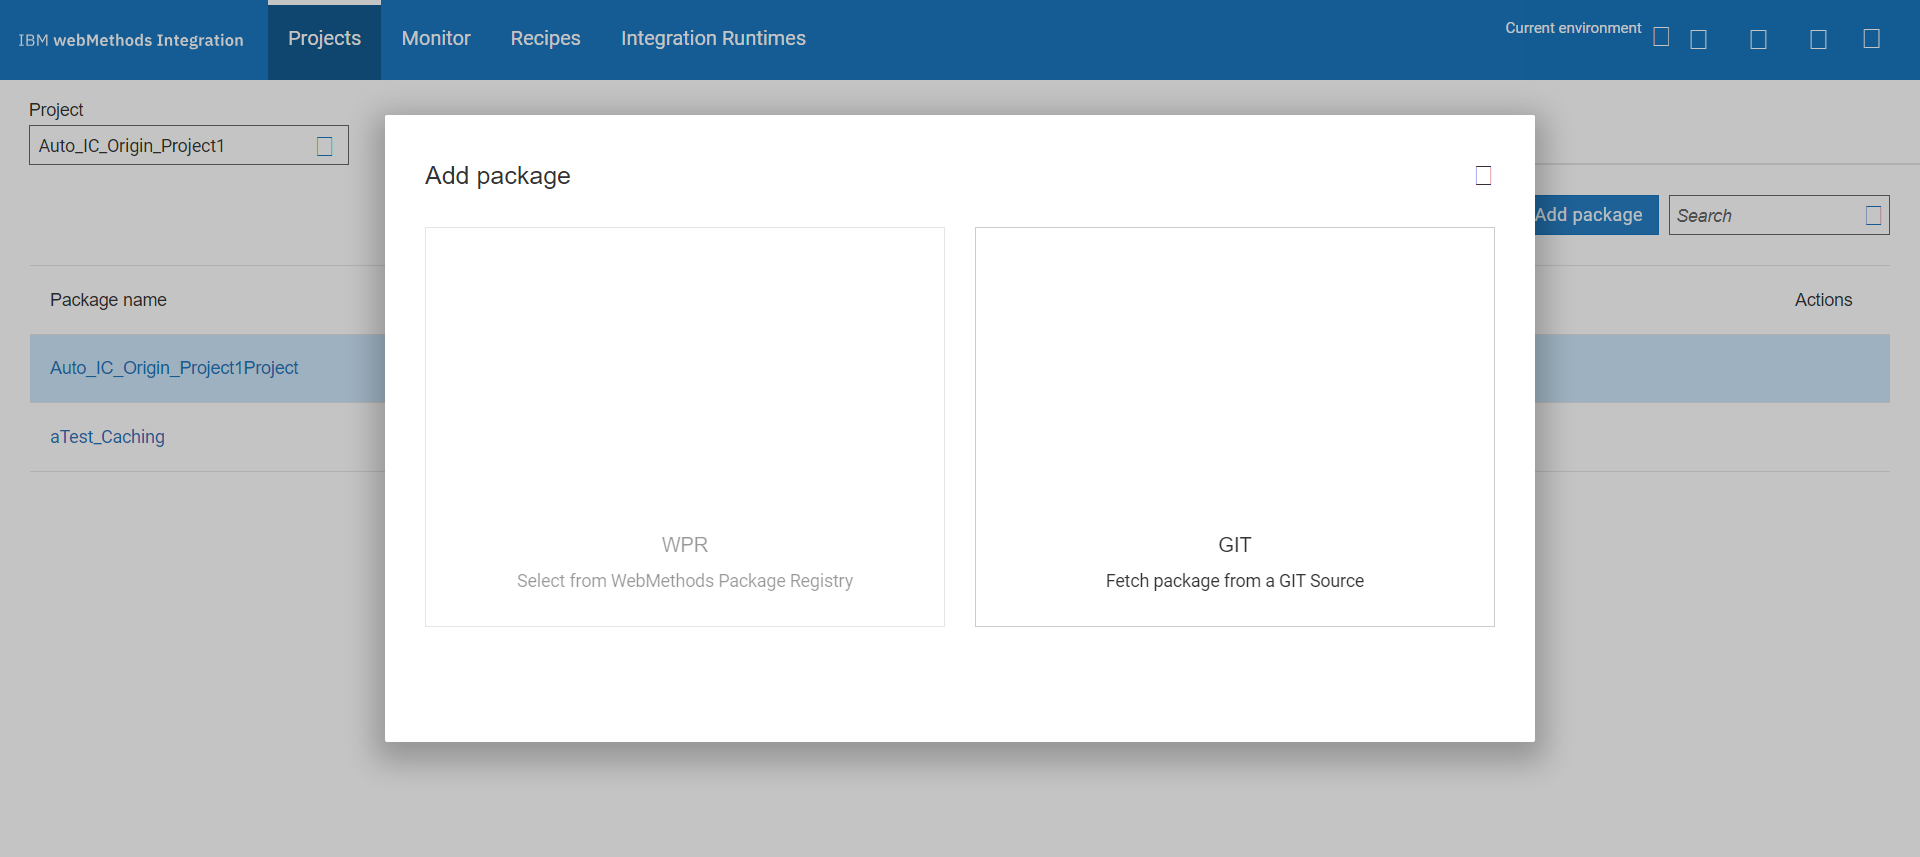 IBM webMethods Integration
Projects
Monitor
Recipes
Integration Runtimes
Current environment
Project
Auto_IC_Origin_Project1
Add package
Add package
Search
Package name
Actions
Auto_IC_Origin_Project1Project
aTest_Caching
WPR
Select from WebMethods Package Registry
GIT
Fetch package from a GIT Source